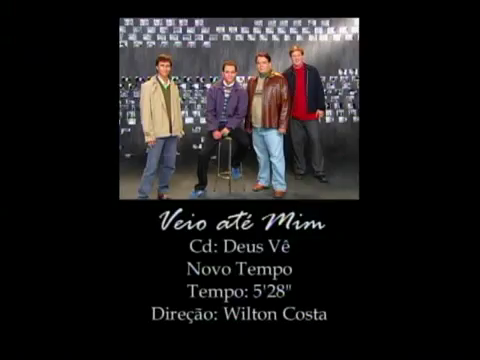 Veio até Mim
Cd: Deus Vê
Novo Tempo
Tempo: 5'28"
Direção: Wilton Costa